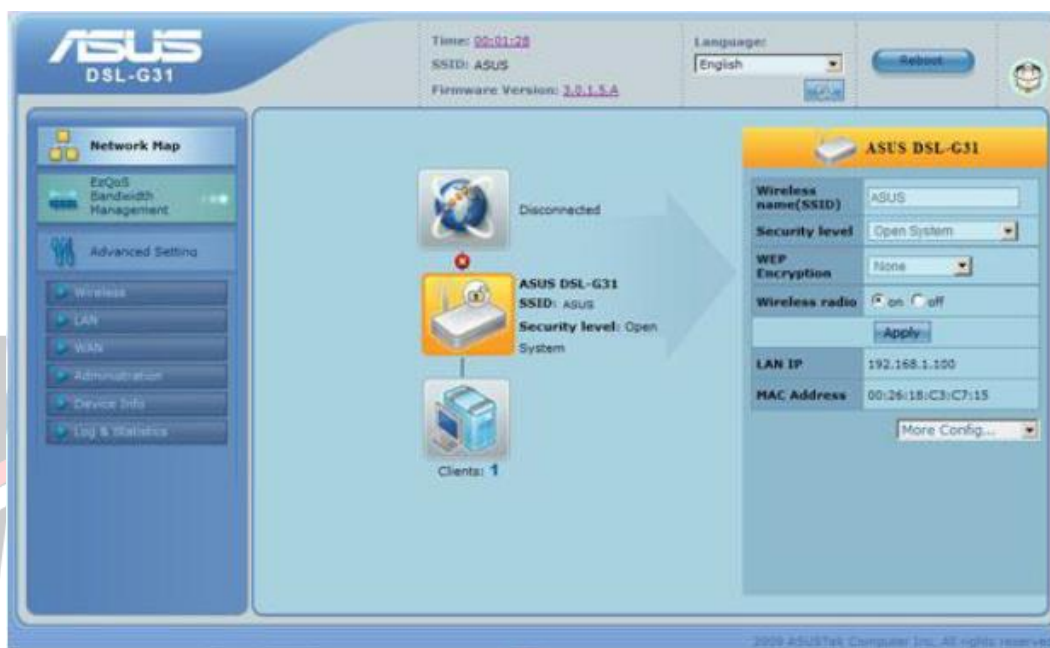 ASUS
DSL-G31
Time: 00:01:28
SSID: ASUS
Firmware Version: 3.0.1.5.A
Language:
English
Reboot
Network Map
EzQoS
Bandwidth
Management
Advanced Setting
Wireless
LAN
WAN
Administration
Device Info
Log & Statistics
Disconnected
ASUS DSL-G31
SSID: ASUS
Security level: Open
System
Clients: 1
ASUS DSL-G31
Wireless
name(SSID)
ASUS
Security level
Open System
WEP
Encryption
None
Wireless radio
on off
Apply
LAN IP
192.168.1.100
MAC Address
00:26:18:C3:C7:15
More Config...
2009 ASUSTek Computer Inc. All rights reserved